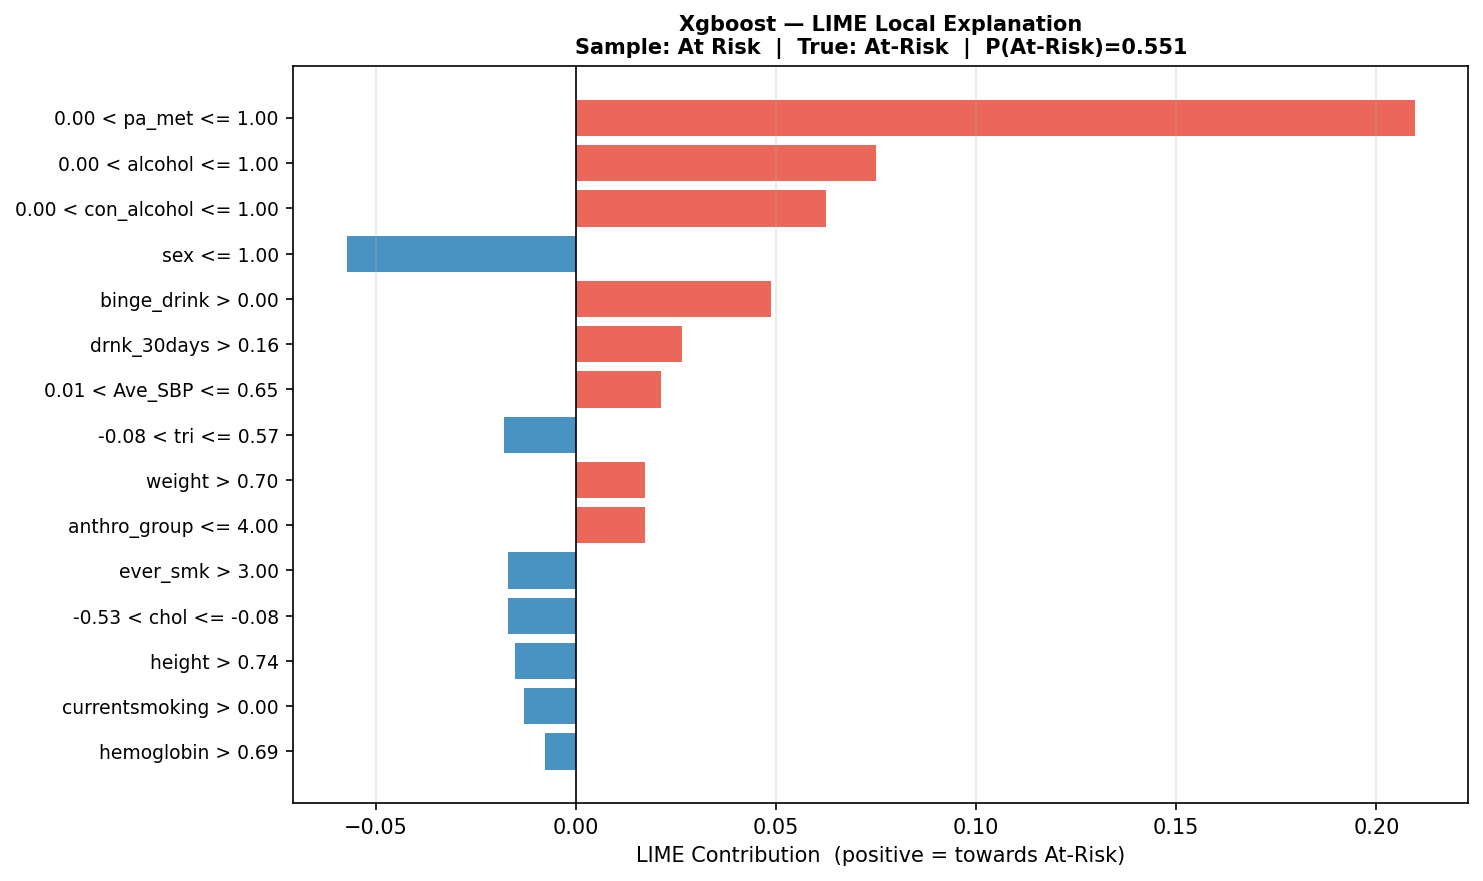 Xgboost — LIME Local Explanation
Sample: At Risk | True: At-Risk | P(At-Risk)=0.551
0.00 < pa_met <= 1.00
0.00 < alcohol <= 1.00
0.00 < con_alcohol <= 1.00
sex <= 1.00
binge_drink > 0.00
drnk_30days > 0.16
0.01 < Ave_SBP <= 0.65
-0.08 < tri <= 0.57
weight > 0.70
anthro_group <= 4.00
ever_smk > 3.00
-0.53 < chol <= -0.08
height > 0.74
currentsmoking > 0.00
hemoglobin > 0.69
−0.05 0.00 0.05 0.10 0.15 0.20
LIME Contribution (positive = towards At-Risk)